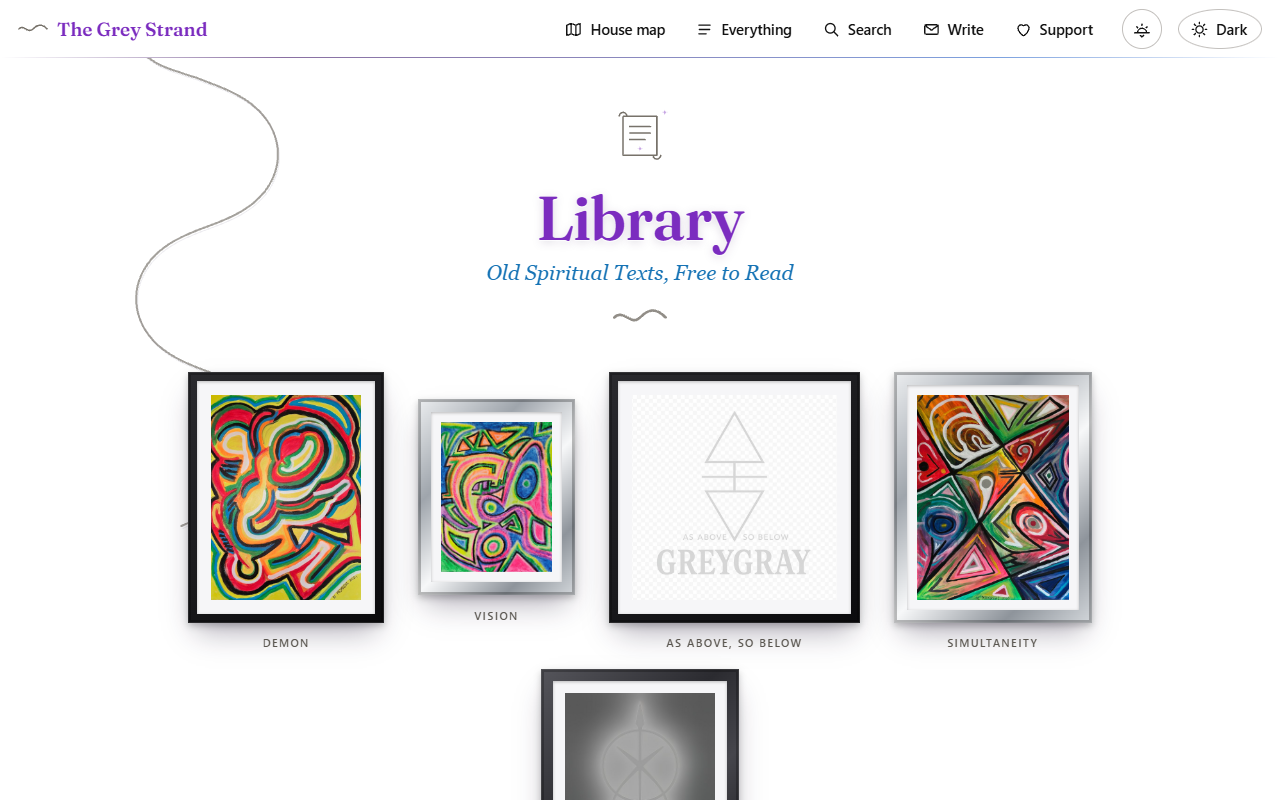 The Grey Strand
House map
Everything
Search
Write
Support
Dark
Library
Old Spiritual Texts, Free to Read
AS ABOVE SO BELOW
GREYGRAY
DEMON
VISION
AS ABOVE, SO BELOW
SIMULTANEITY